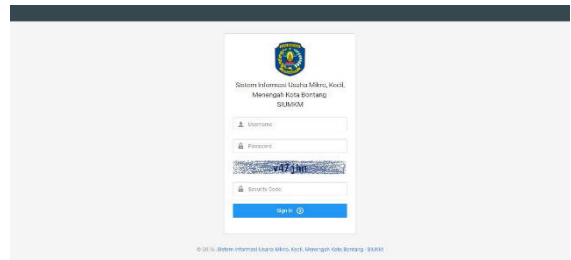 Sistem Informasi Usaha Mikro, Kecil,
Menengah Kota Bontang
SIUMKM
Username
Password
Security Code
Sign In
Sistem Informasi Usaha Mikro, Kecil, Menengah Kota Bontang - SIUMKM